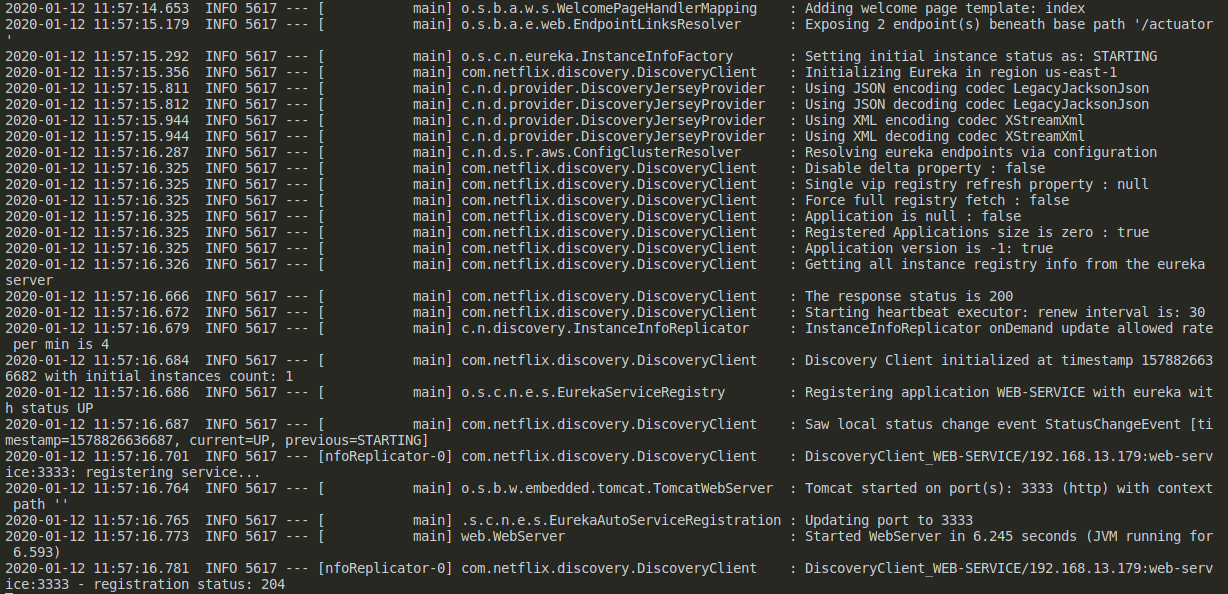 2020-01-12 11:57:14.653  INFO 5617 --- [           main] o.s.b.a.w.s.WelcomePageHandlerMapping    : Adding welcome page template: index
2020-01-12 11:57:15.179  INFO 5617 --- [           main] o.s.b.a.e.web.EndpointLinksResolver      : Exposing 2 endpoint(s) beneath base path '/actuator
'
2020-01-12 11:57:15.292  INFO 5617 --- [           main] o.s.c.n.eureka.InstanceInfoFactory       : Setting initial instance status as: STARTING
2020-01-12 11:57:15.356  INFO 5617 --- [           main] com.netflix.discovery.DiscoveryClient    : Initializing Eureka in region us-east-1
2020-01-12 11:57:15.811  INFO 5617 --- [           main] c.n.d.provider.DiscoveryJerseyProvider   : Using JSON encoding codec LegacyJacksonJson
2020-01-12 11:57:15.812  INFO 5617 --- [           main] c.n.d.provider.DiscoveryJerseyProvider   : Using JSON decoding codec LegacyJacksonJson
2020-01-12 11:57:15.944  INFO 5617 --- [           main] c.n.d.provider.DiscoveryJerseyProvider   : Using XML encoding codec XStreamXml
2020-01-12 11:57:15.944  INFO 5617 --- [           main] c.n.d.provider.DiscoveryJerseyProvider   : Using XML decoding codec XStreamXml
2020-01-12 11:57:16.287  INFO 5617 --- [           main] c.n.d.s.r.aws.ConfigClusterResolver      : Resolving eureka endpoints via configuration
2020-01-12 11:57:16.325  INFO 5617 --- [           main] com.netflix.discovery.DiscoveryClient    : Disable delta property : false
2020-01-12 11:57:16.325  INFO 5617 --- [           main] com.netflix.discovery.DiscoveryClient    : Single vip registry refresh property : null
2020-01-12 11:57:16.325  INFO 5617 --- [           main] com.netflix.discovery.DiscoveryClient    : Force full registry fetch : false
2020-01-12 11:57:16.325  INFO 5617 --- [           main] com.netflix.discovery.DiscoveryClient    : Application is null : false
2020-01-12 11:57:16.325  INFO 5617 --- [           main] com.netflix.discovery.DiscoveryClient    : Registered Applications size is zero : true
2020-01-12 11:57:16.325  INFO 5617 --- [           main] com.netflix.discovery.DiscoveryClient    : Application version is -1: true
2020-01-12 11:57:16.326  INFO 5617 --- [           main] com.netflix.discovery.DiscoveryClient    : Getting all instance registry info from the eureka
server
2020-01-12 11:57:16.666  INFO 5617 --- [           main] com.netflix.discovery.DiscoveryClient    : The response status is 200
2020-01-12 11:57:16.672  INFO 5617 --- [           main] com.netflix.discovery.DiscoveryClient    : Starting heartbeat executor: renew interval is: 30
2020-01-12 11:57:16.679  INFO 5617 --- [           main] c.n.discovery.InstanceInfoReplicator     : InstanceInfoReplicator onDemand update allowed rate
 per min is 4
2020-01-12 11:57:16.684  INFO 5617 --- [           main] com.netflix.discovery.DiscoveryClient    : Discovery Client initialized at timestamp 157882663
6682 with initial instances count: 1
2020-01-12 11:57:16.686  INFO 5617 --- [           main] o.s.c.n.e.s.EurekaServiceRegistry        : Registering application WEB-SERVICE with eureka wit
h status UP
2020-01-12 11:57:16.687  INFO 5617 --- [           main] com.netflix.discovery.DiscoveryClient    : Saw local status change event StatusChangeEvent [ti
mestamp=1578826636687, current=UP, previous=STARTING]
2020-01-12 11:57:16.701  INFO 5617 --- [nfoReplicator-0] com.netflix.discovery.DiscoveryClient    : DiscoveryClient_WEB-SERVICE/192.168.13.179:web-serv
ice:3333: registering service...
2020-01-12 11:57:16.764  INFO 5617 --- [           main] o.s.b.w.embedded.tomcat.TomcatWebServer  : Tomcat started on port(s): 3333 (http) with context
 path ''
2020-01-12 11:57:16.765  INFO 5617 --- [           main] .s.c.n.e.s.EurekaAutoServiceRegistration : Updating port to 3333
2020-01-12 11:57:16.773  INFO 5617 --- [           main] web.WebServer                            : Started WebServer in 6.245 seconds (JVM running for
 6.593)
2020-01-12 11:57:16.781  INFO 5617 --- [nfoReplicator-0] com.netflix.discovery.DiscoveryClient    : DiscoveryClient_WEB-SERVICE/192.168.13.179:web-serv
ice:3333 - registration status: 204